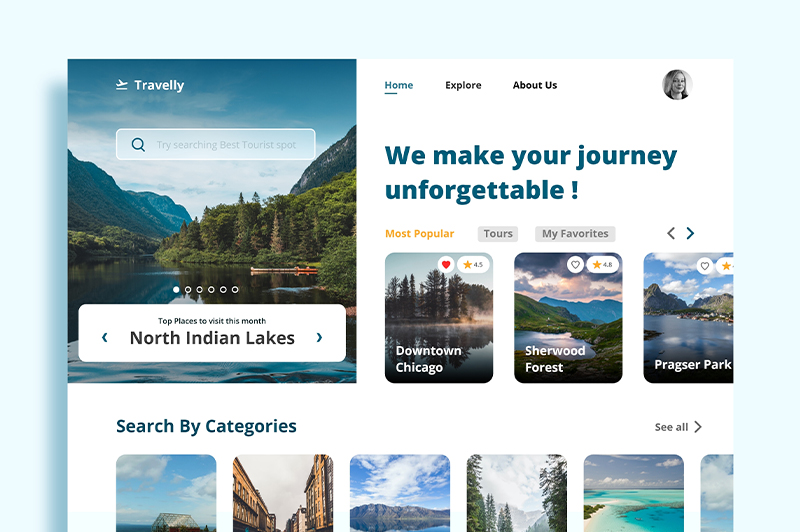 Travelly
Home
Explore
About Us
Try searching Best Tourist spot
We make your journey
unforgettable !
Most Popular
Tours
My Favorites
4.5
4.8
Downtown
Chicago
Sherwood
Forest
Pragser Park
Top Places to visit this month
North Indian Lakes
Search By Categories
See all